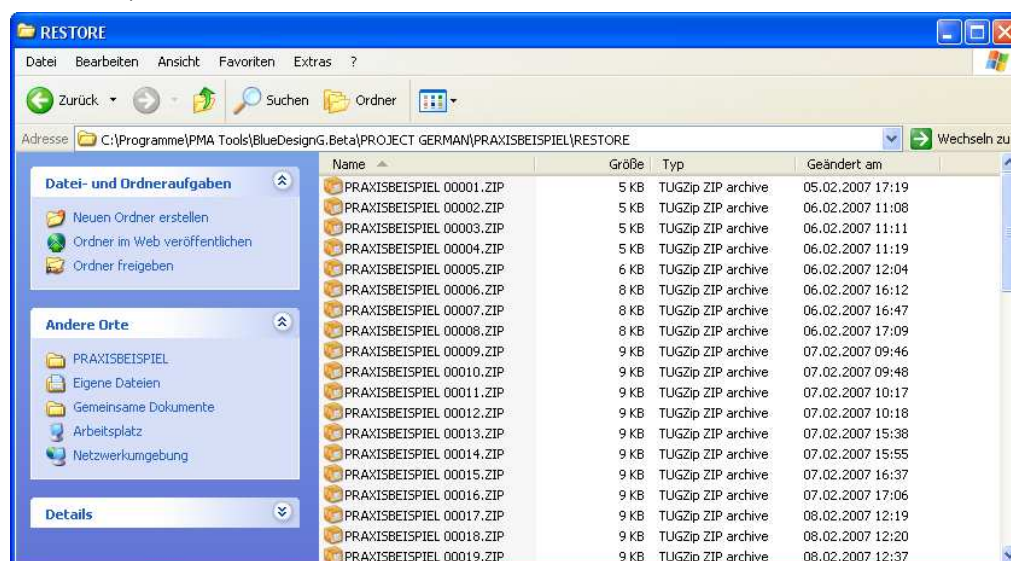 RESTORE
Datei Bearbeiten Ansicht Favoriten Extras ?
Zurück Suchen Ordner
Adresse C:\Programme\PMA Tools\BlueDesignG.Beta\PROJECT GERMAN\PRAXISBEISPIEL\RESTORE Wechseln zu
Datei- und Ordneraufgaben
Neuen Ordner erstellen
Ordner im Web veröffentlichen
Ordner freigeben
Andere Orte
PRAXISBEISPIEL
Eigene Dateien
Gemeinsame Dokumente
Arbeitsplatz
Netzwerkumgebung
Details
Name Größe Typ Geändert am
PRAXISBEISPIEL 00001.ZIP 5 KB TUGZip ZIP archive 05.02.2007 17:19
PRAXISBEISPIEL 00002.ZIP 5 KB TUGZip ZIP archive 06.02.2007 11:08
PRAXISBEISPIEL 00003.ZIP 5 KB TUGZip ZIP archive 06.02.2007 11:11
PRAXISBEISPIEL 00004.ZIP 5 KB TUGZip ZIP archive 06.02.2007 11:19
PRAXISBEISPIEL 00005.ZIP 6 KB TUGZip ZIP archive 06.02.2007 12:04
PRAXISBEISPIEL 00006.ZIP 8 KB TUGZip ZIP archive 06.02.2007 16:12
PRAXISBEISPIEL 00007.ZIP 8 KB TUGZip ZIP archive 06.02.2007 16:47
PRAXISBEISPIEL 00008.ZIP 8 KB TUGZip ZIP archive 06.02.2007 17:09
PRAXISBEISPIEL 00009.ZIP 9 KB TUGZip ZIP archive 07.02.2007 09:46
PRAXISBEISPIEL 00010.ZIP 9 KB TUGZip ZIP archive 07.02.2007 09:48
PRAXISBEISPIEL 00011.ZIP 9 KB TUGZip ZIP archive 07.02.2007 10:17
PRAXISBEISPIEL 00012.ZIP 9 KB TUGZip ZIP archive 07.02.2007 10:18
PRAXISBEISPIEL 00013.ZIP 9 KB TUGZip ZIP archive 07.02.2007 15:38
PRAXISBEISPIEL 00014.ZIP 9 KB TUGZip ZIP archive 07.02.2007 15:55
PRAXISBEISPIEL 00015.ZIP 9 KB TUGZip ZIP archive 07.02.2007 16:37
PRAXISBEISPIEL 00016.ZIP 9 KB TUGZip ZIP archive 07.02.2007 17:06
PRAXISBEISPIEL 00017.ZIP 9 KB TUGZip ZIP archive 08.02.2007 12:19
PRAXISBEISPIEL 00018.ZIP 9 KB TUGZip ZIP archive 08.02.2007 12:20
PRAXISBEISPIEL 00019.ZIP 9 KB TUGZip ZIP archive 08.02.2007 12:37